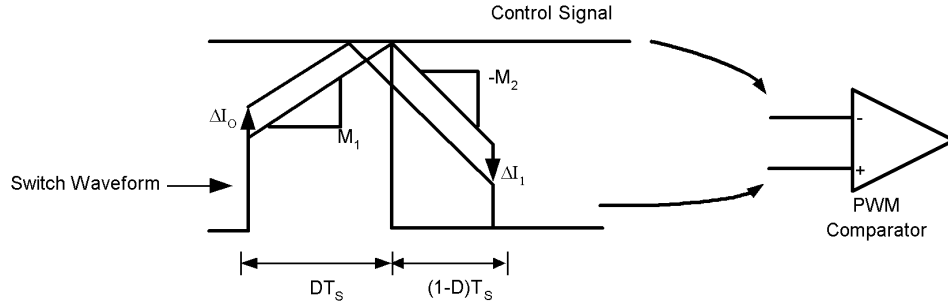 Control Signal
-M₂
ΔI₀
M₁
ΔI₁
Switch Waveform
-
+
PWM
Comparator
DTₛ
(1-D)Tₛ